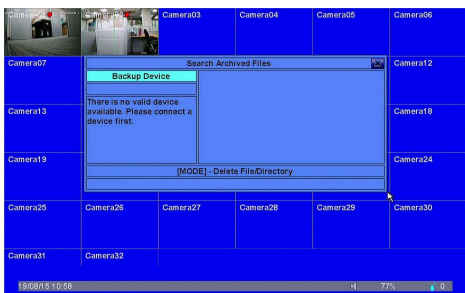 Camera01 Camera02 Camera03 Camera04 Camera05 Camera06
Camera07 Search Archived Files Camera12
Backup Device
There is no valid device
available. Please connect a
device first.
Camera13 Camera18
Camera19 Camera24
[MODE] - Delete File/Directory
Camera25 Camera26 Camera27 Camera28 Camera29 Camera30
Camera31 Camera32
19/08/15 10:58 77% 0